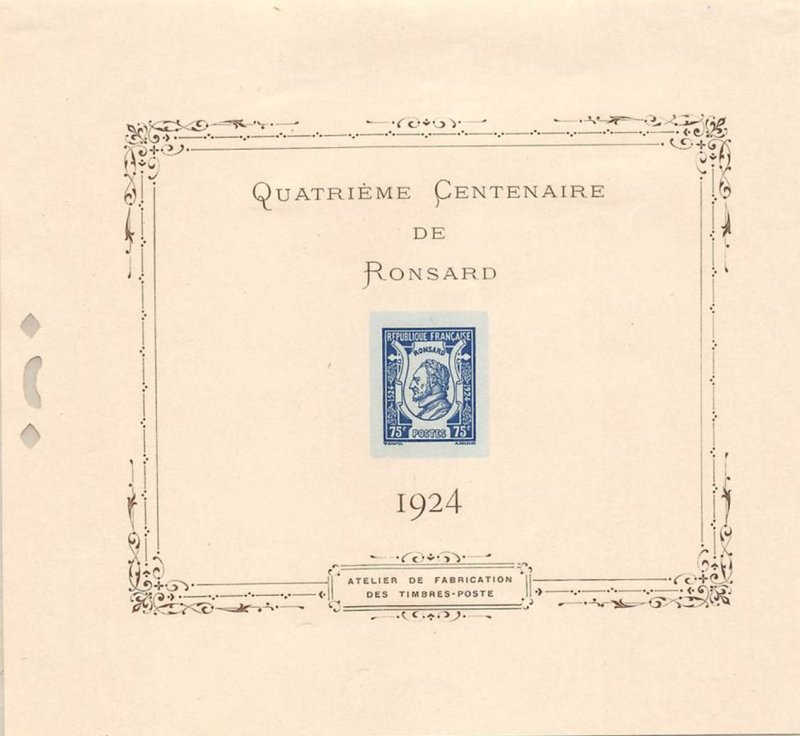 QUATRIÈME CENTENAIRE
DE
RONSARD
RÉPUBLIQUE FRANÇAISE
RONSARD
1524
1924
75c
POSTES
75c
1924
ATELIER DE FABRICATION
DES TIMBRES-POSTE